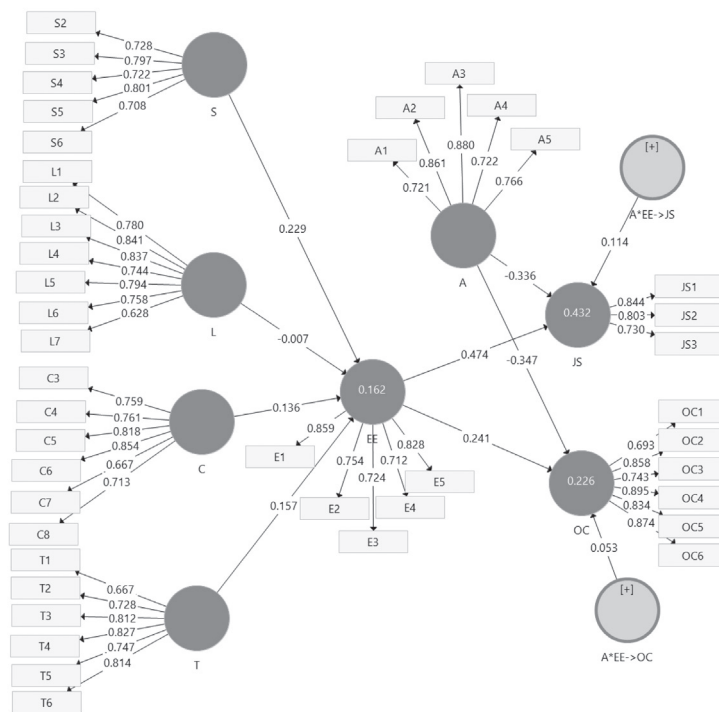 S2
S3
S4
S5
S6
0.728
0.797
0.722
0.801
0.708
S
L1
L2
L3
L4
L5
L6
L7
0.780
0.841
0.837
0.744
0.794
0.758
0.628
L
C3
C4
C5
C6
C7
C8
0.759
0.761
0.818
0.854
0.667
0.713
C
T1
T2
T3
T4
T5
T6
0.667
0.728
0.812
0.827
0.747
0.814
T
0.229
-0.007
0.136
0.157
0.162
EE
0.859
0.754
0.724
0.712
0.828
E1
E2
E3
E4
E5
A1
A2
A3
A4
A5
0.721
0.861
0.880
0.722
0.766
A
-0.336
-0.347
0.474
0.241
[+]
A*EE->JS
0.114
0.432
JS
0.844
0.803
0.730
JS1
JS2
JS3
0.226
OC
0.693
0.858
0.743
0.895
0.834
0.874
OC1
OC2
OC3
OC4
OC5
OC6
0.053
[+]
A*EE->OC